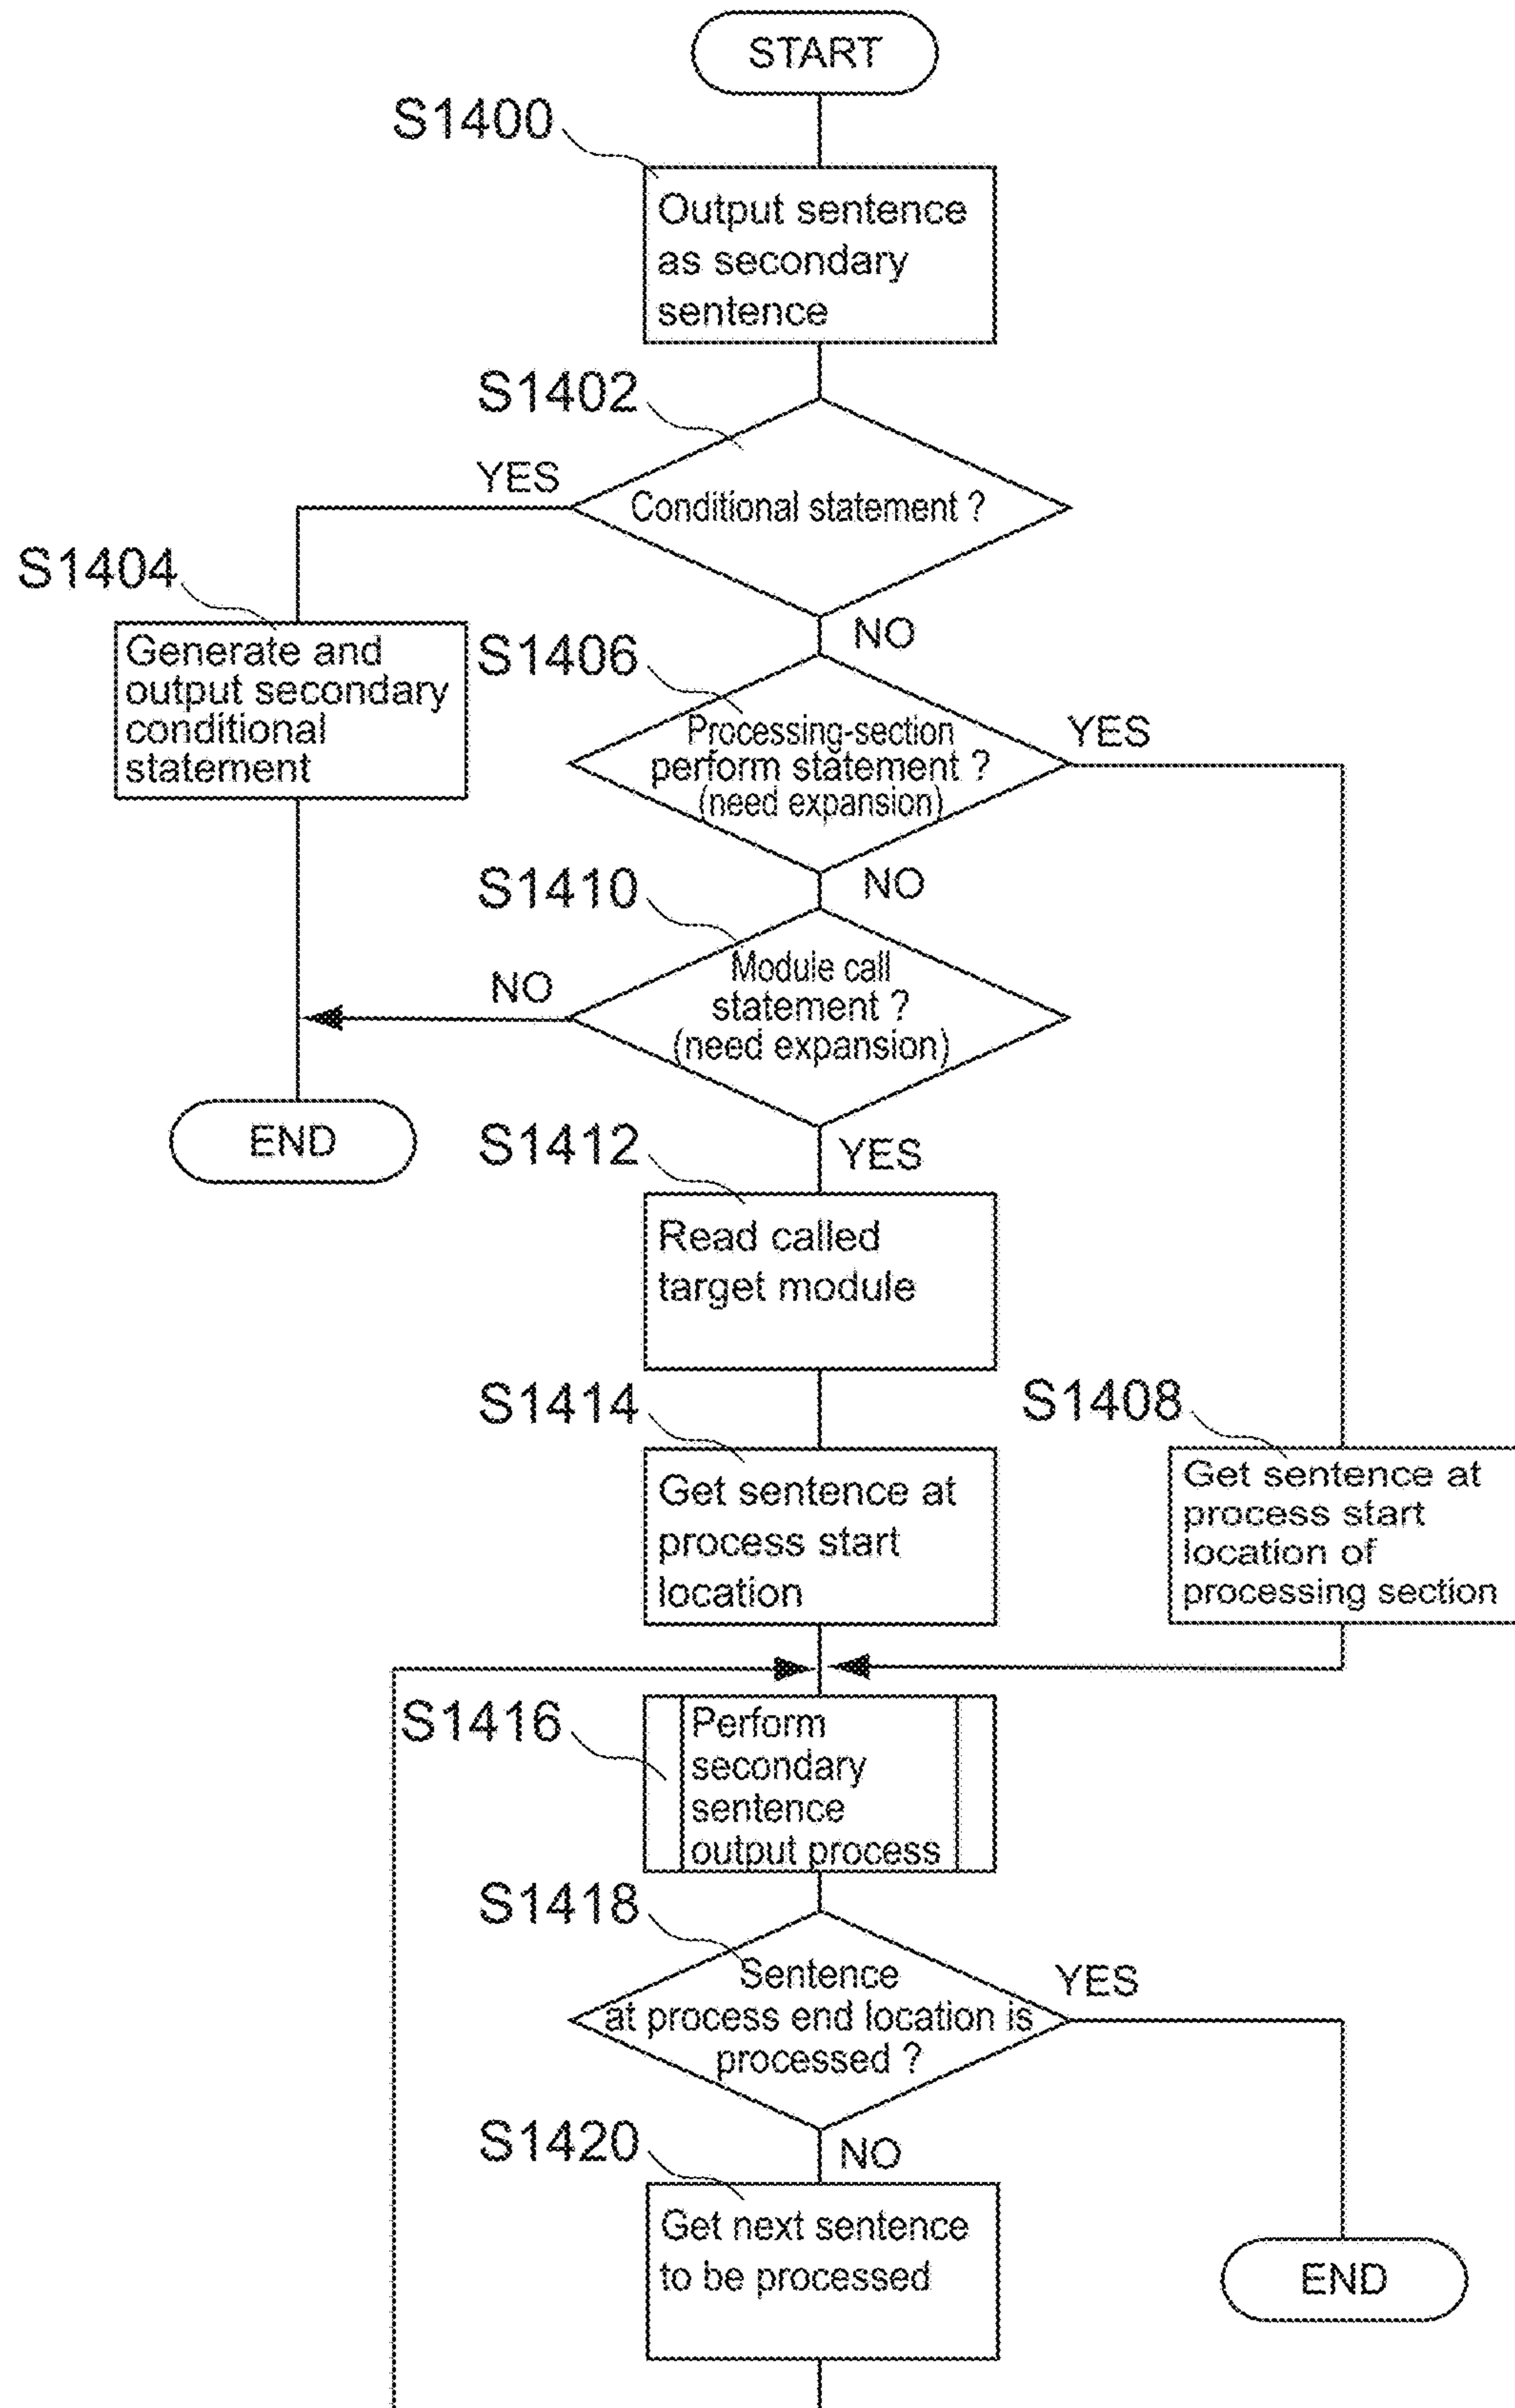 START
S1400
Output sentence
as secondary
sentence
S1402
YES
Conditional statement ?
S1404
NO
Generate and
output secondary
conditional
statement
S1406
Processing-section
perform statement ?
(need expansion)
YES
NO
S1410
Module call
statement ?
(need expansion)
NO
END
S1412
YES
Read called
target module
S1414
Get sentence at
process start
location
S1408
Get sentence at
process start
location of
processing section
S1416
Perform
secondary
sentence
output process
S1418
Sentence
at process end location is
processed ?
YES
S1420
NO
Get next sentence
to be processed
END